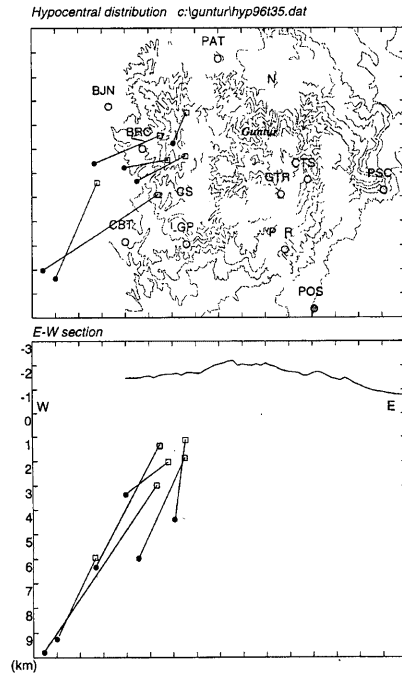 Hypocentral distribution c:\guntur\hyp96t35.dat
PAT
BJN
N
BRC
Guntur
CTS
PSC
GTR
CS
CBT
LGP
P R
POS
E-W section
-3
-2
-1
W
E
0
1
2
3
4
5
6
7
8
9
(km)